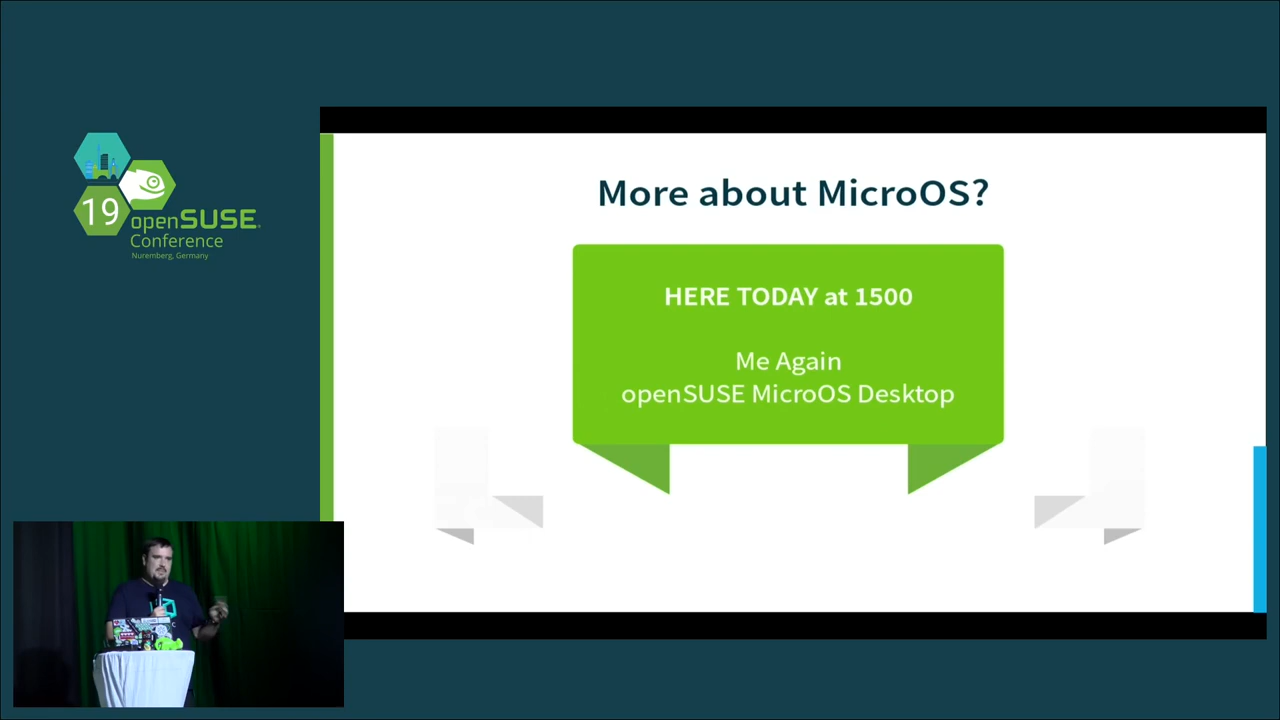 19
openSUSE
Conference
Nuremberg, Germany
More about MicroOS?
HERE TODAY at 1500
Me Again
openSUSE MicroOS Desktop